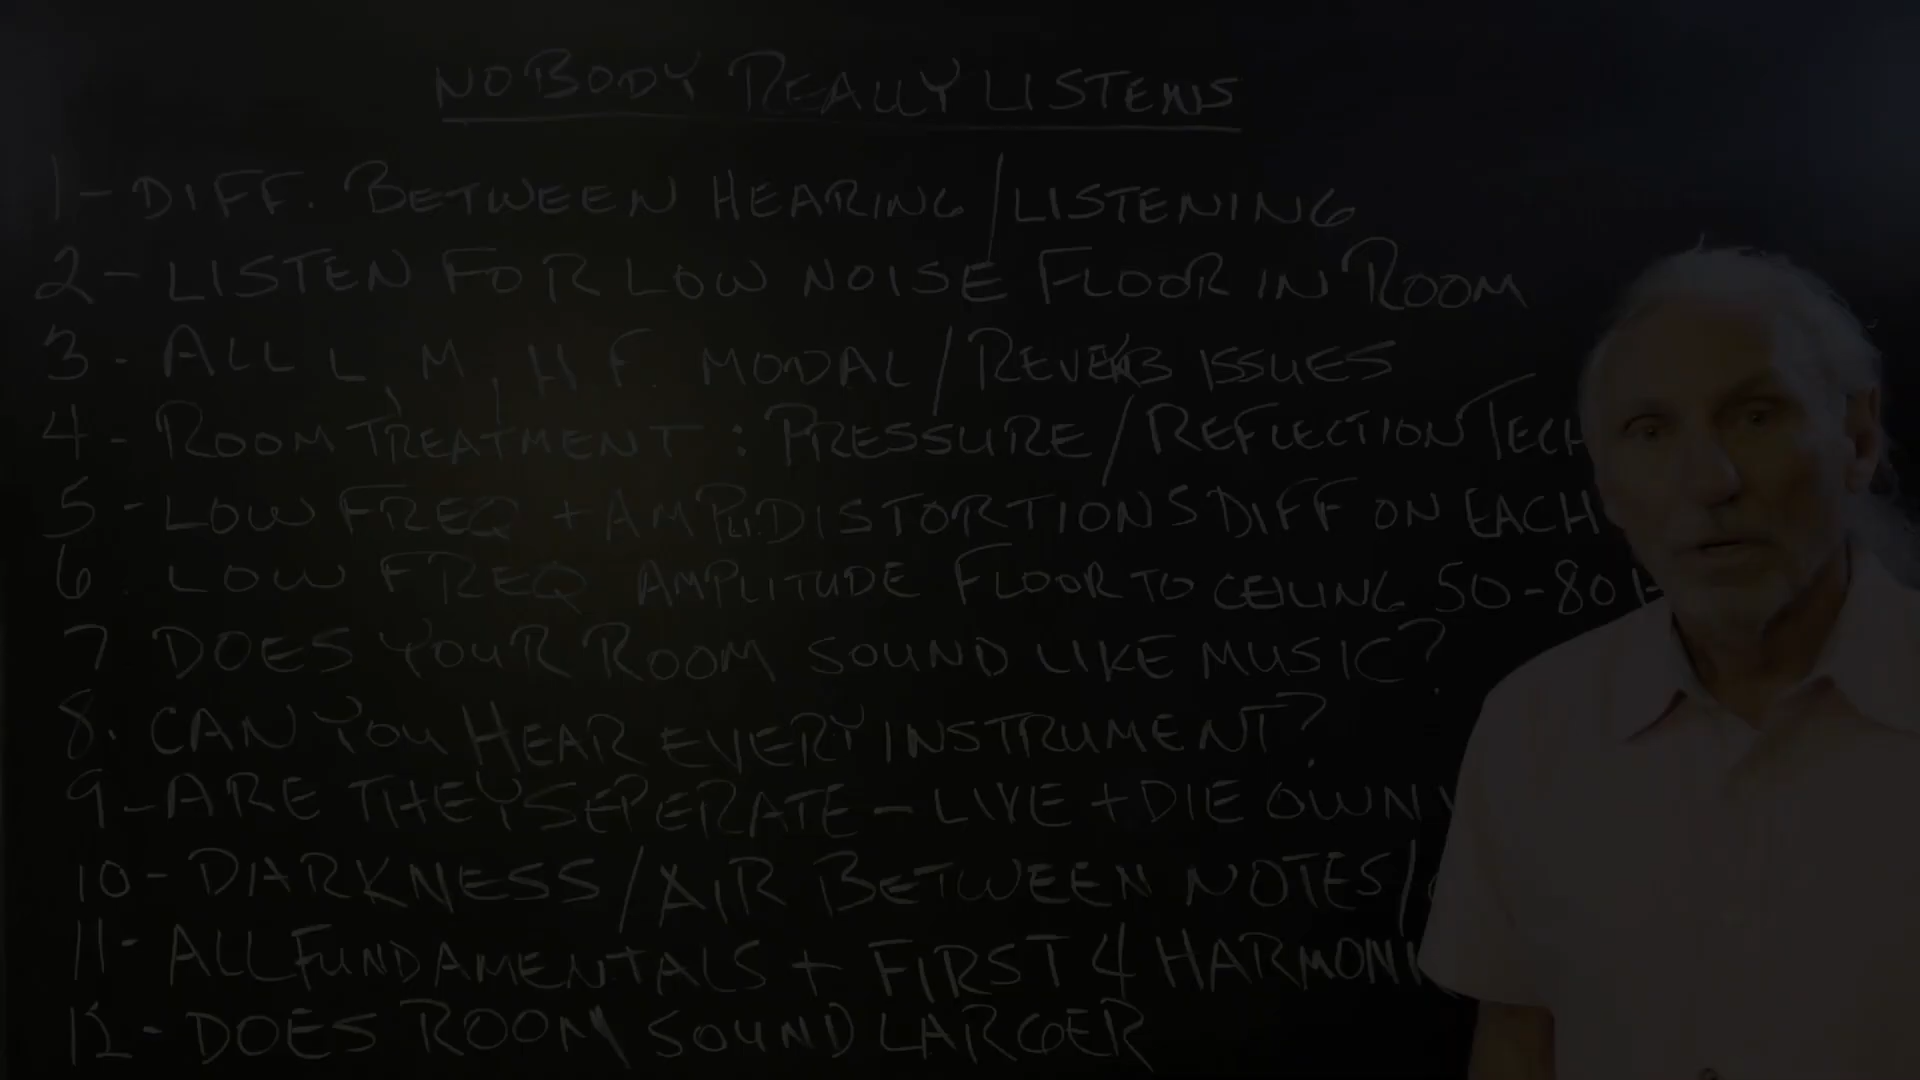 NOBODY REALLY LISTENS
1- DIFF. BETWEEN HEARING/LISTENING
2- LISTEN FOR LOW NOISE FLOOR IN ROOM
3- ALL L, M, H F. MODAL/REVERB ISSUES
4- ROOM TREATMENT: PRESSURE/REFLECTION TECH
5- LOW FREQ + AMPLI. DISTORTIONS DIFF ON EACH
6. LOW FREQ AMPLITUDE FLOOR TO CEILING 50-80
7 DOES YOUR ROOM SOUND LIKE MUSIC?
8. CAN YOU HEAR EVERY INSTRUMENT?
9- ARE THEY SEPERATE - LIVE + DIE OWN
10- DARKNESS/AIR BETWEEN NOTES/
11- ALL FUNDAMENTALS + FIRST 4 HARMONI
12- DOES ROOM SOUND LARGER